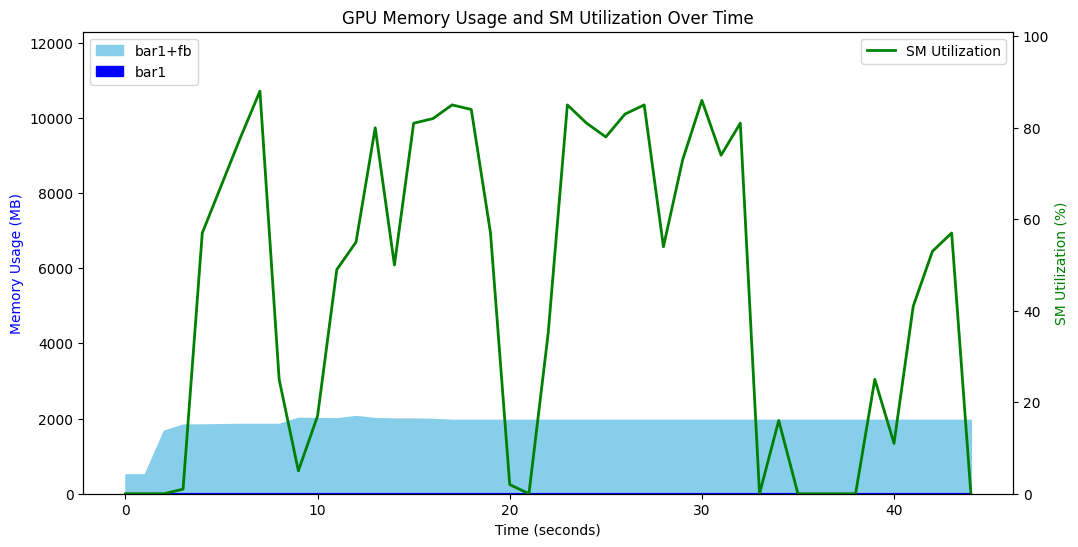 GPU Memory Usage and SM Utilization Over Time
bar1+fb
bar1
SM Utilization
Memory Usage (MB)
12000
10000
8000
6000
4000
2000
0
100
80
60
40
20
0
SM Utilization (%)
0 10 20 30 40
Time (seconds)